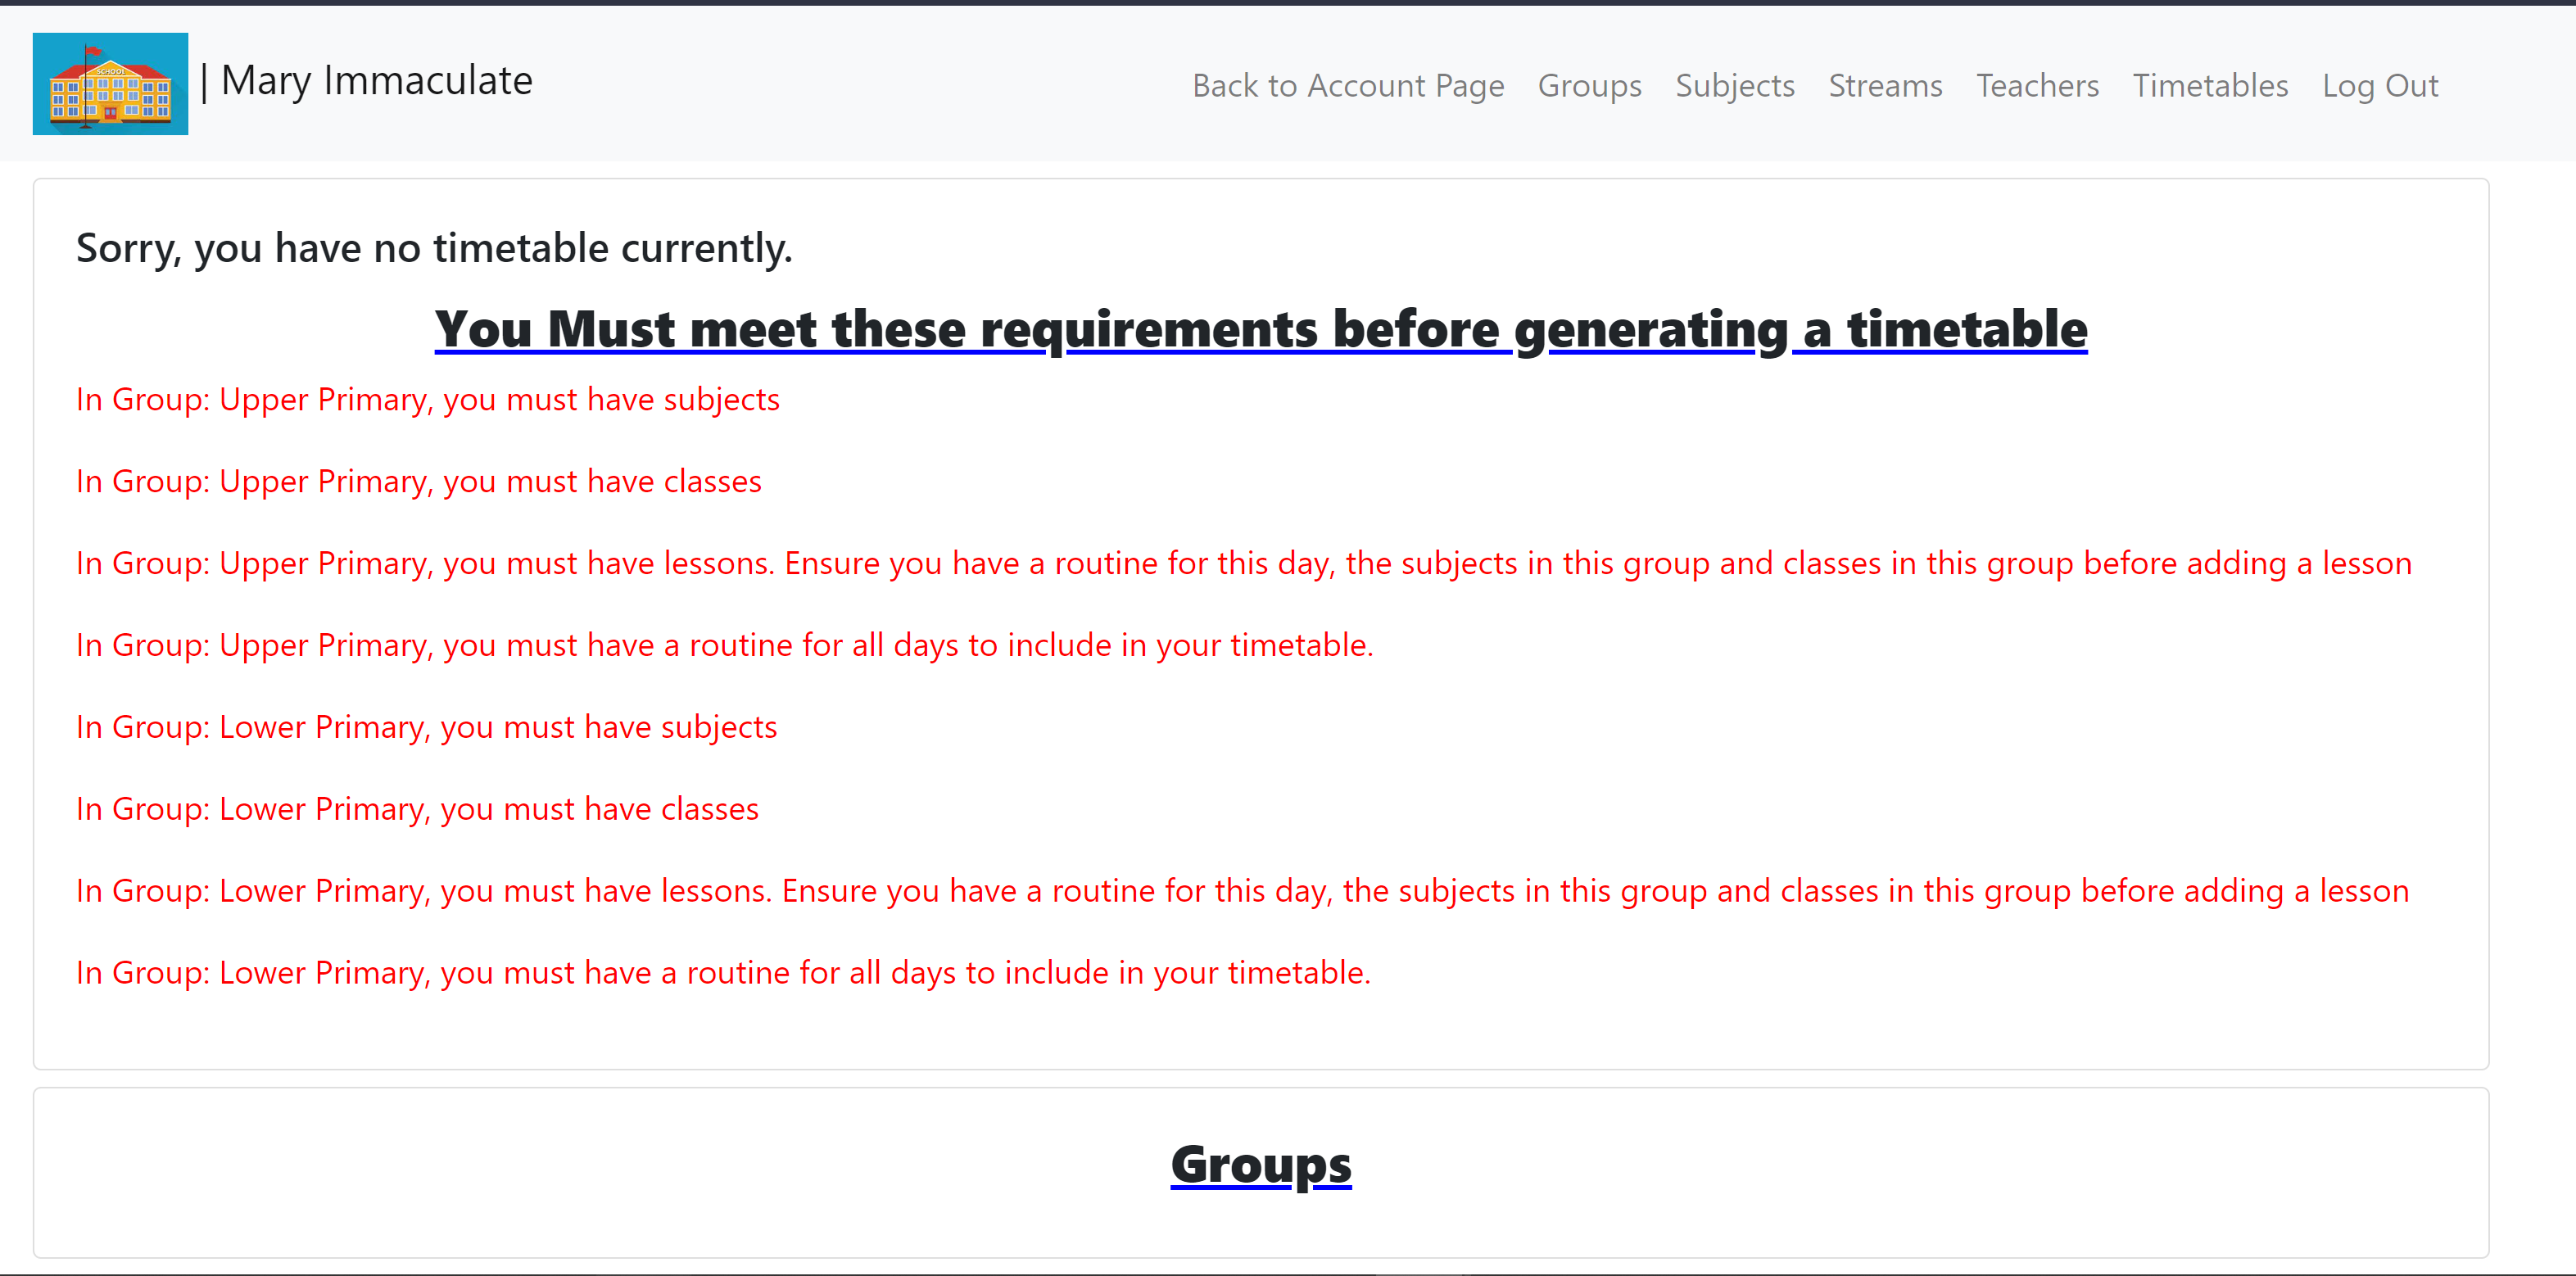 SCHOOL
| Mary Immaculate
Back to Account Page Groups Subjects Streams Teachers Timetables Log Out
Sorry, you have no timetable currently.
You Must meet these requirements before generating a timetable
In Group: Upper Primary, you must have subjects
In Group: Upper Primary, you must have classes
In Group: Upper Primary, you must have lessons. Ensure you have a routine for this day, the subjects in this group and classes in this group before adding a lesson
In Group: Upper Primary, you must have a routine for all days to include in your timetable.
In Group: Lower Primary, you must have subjects
In Group: Lower Primary, you must have classes
In Group: Lower Primary, you must have lessons. Ensure you have a routine for this day, the subjects in this group and classes in this group before adding a lesson
In Group: Lower Primary, you must have a routine for all days to include in your timetable.
Groups